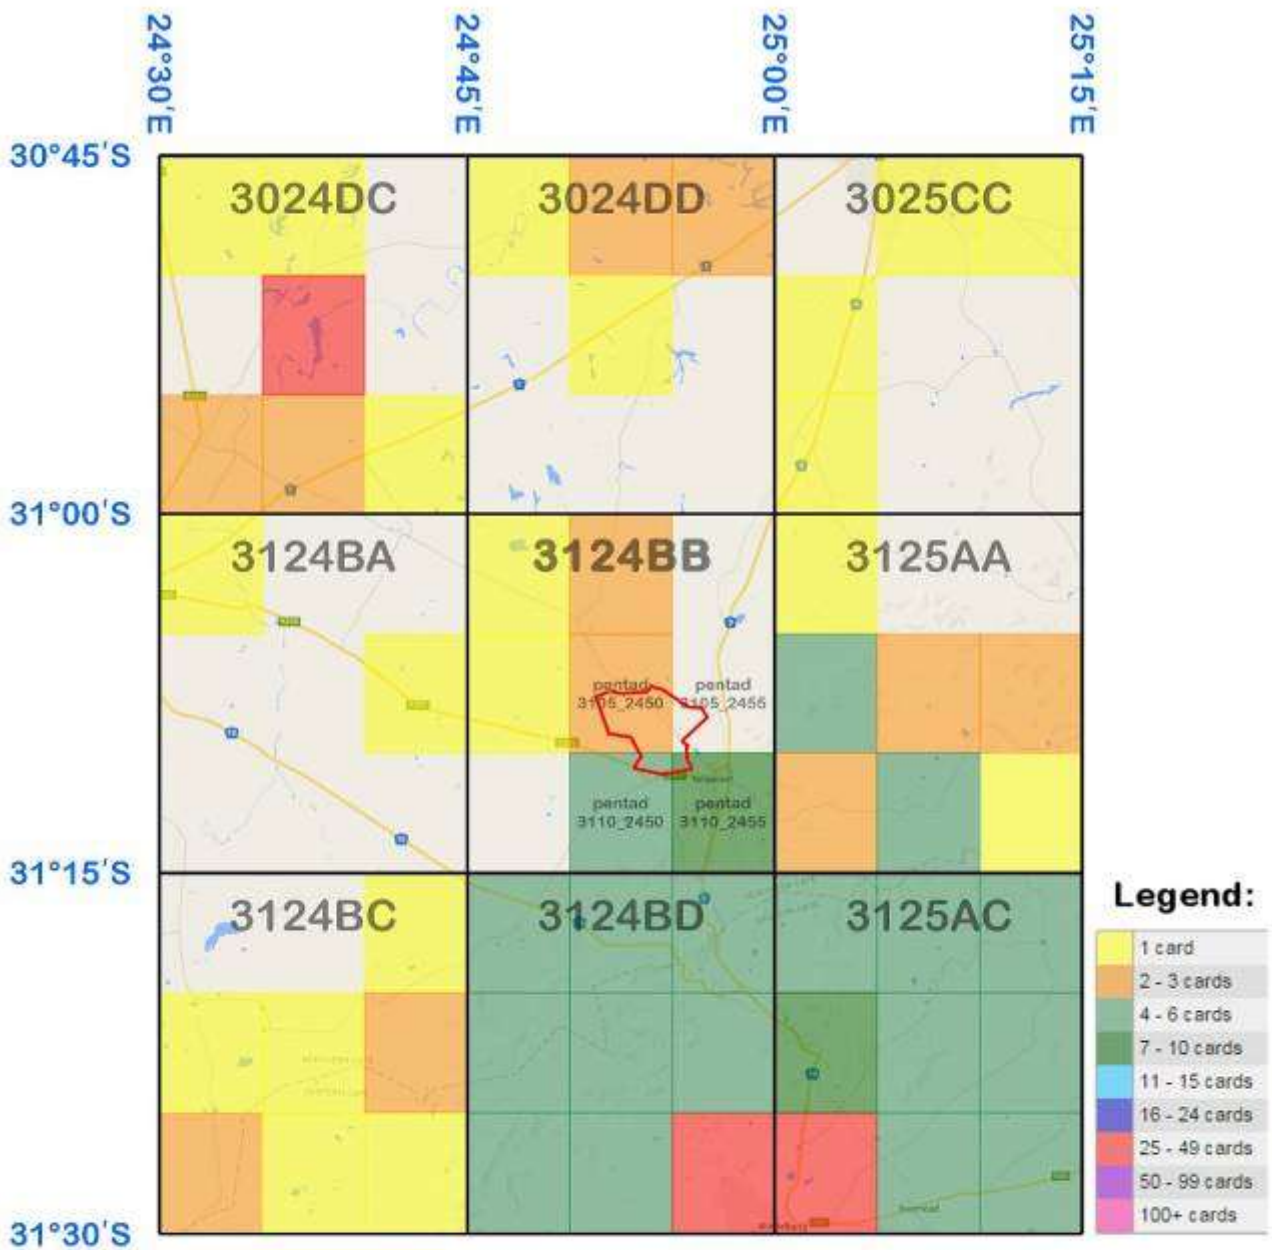 24°30'E
24°45'E
25°00'E
25°15'E
30°45'S
3024DC
3024DD
3025CC
31°00'S
3124BA
3124BB
3125AA
pentad
3105_2450
pentad
3105_2455
pentad
3110_2450
pentad
3110_2455
31°15'S
3124BC
3124BD
3125AC
31°30'S
Legend:
1 card
2 - 3 cards
4 - 6 cards
7 - 10 cards
11 - 15 cards
16 - 24 cards
25 - 49 cards
50 - 99 cards
100+ cards